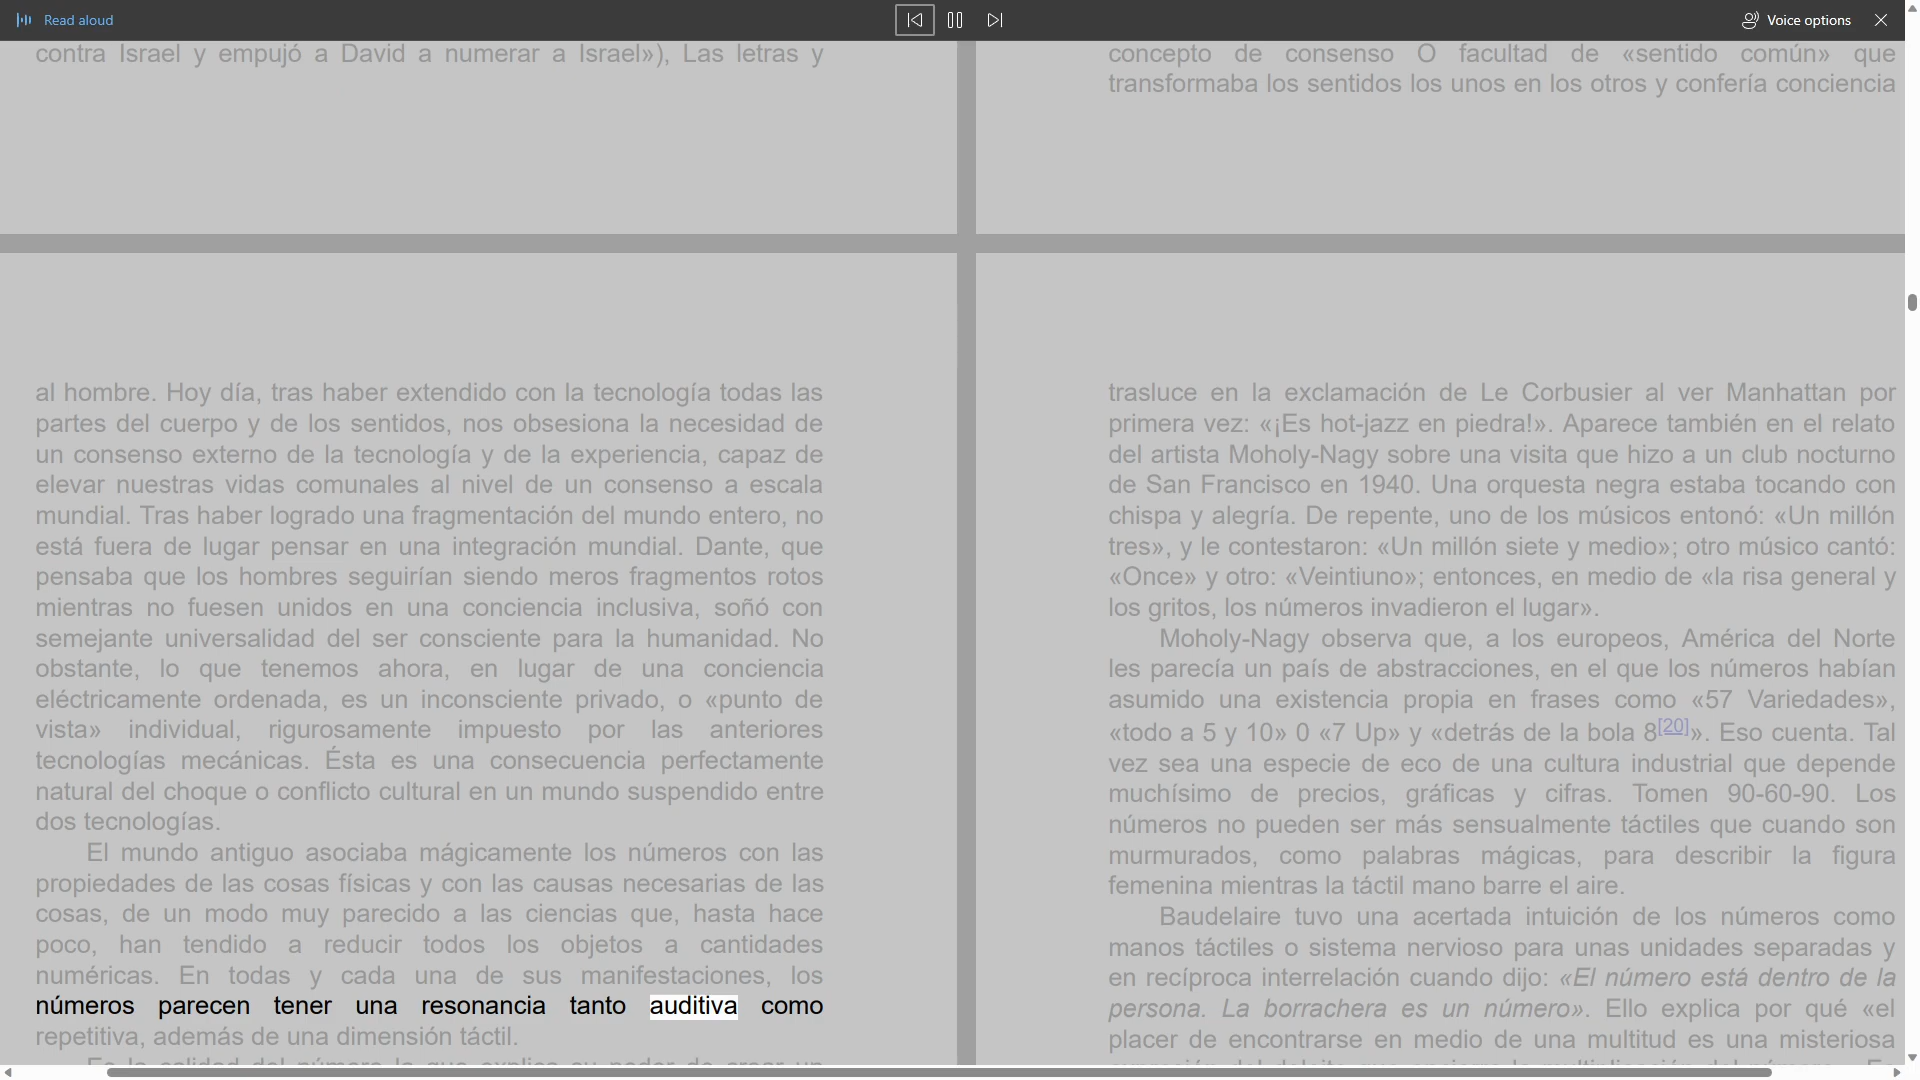 Read aloud
Voice options
contra Israel y empujó a David a numerar a Israel»), Las letras y
concepto de consenso O facultad de «sentido común» que
transformaba los sentidos los unos en los otros y confería conciencia
al hombre. Hoy día, tras haber extendido con la tecnología todas las
partes del cuerpo y de los sentidos, nos obsesiona la necesidad de
un consenso externo de la tecnología y de la experiencia, capaz de
elevar nuestras vidas comunales al nivel de un consenso a escala
mundial. Tras haber logrado una fragmentación del mundo entero, no
está fuera de lugar pensar en una integración mundial. Dante, que
pensaba que los hombres seguirían siendo meros fragmentos rotos
mientras no fuesen unidos en una conciencia inclusiva, soñó con
semejante universalidad del ser consciente para la humanidad. No
obstante, lo que tenemos ahora, en lugar de una conciencia
eléctricamente ordenada, es un inconsciente privado, o «punto de
vista» individual, rigurosamente impuesto por las anteriores
tecnologías mecánicas. Ésta es una consecuencia perfectamente
natural del choque o conflicto cultural en un mundo suspendido entre
dos tecnologías.
El mundo antiguo asociaba mágicamente los números con las
propiedades de las cosas físicas y con las causas necesarias de las
cosas, de un modo muy parecido a las ciencias que, hasta hace
poco, han tendido a reducir todos los objetos a cantidades
numéricas. En todas y cada una de sus manifestaciones, los
números parecen tener una resonancia tanto auditiva como
repetitiva, además de una dimensión táctil.
Es la calidad del número lo que explica su poder de crear un
trasluce en la exclamación de Le Corbusier al ver Manhattan por
primera vez: «¡Es hot-jazz en piedra!». Aparece también en el relato
del artista Moholy-Nagy sobre una visita que hizo a un club nocturno
de San Francisco en 1940. Una orquesta negra estaba tocando con
chispa y alegría. De repente, uno de los músicos entonó: «Un millón
tres», y le contestaron: «Un millón siete y medio»; otro músico cantó:
«Once» y otro: «Veintiuno»; entonces, en medio de «la risa general y
los gritos, los números invadieron el lugar».
Moholy-Nagy observa que, a los europeos, América del Norte
les parecía un país de abstracciones, en el que los números habían
asumido una existencia propia en frases como «57 Variedades»,
«todo a 5 y 10» 0 «7 Up» y «detrás de la bola 8[20]». Eso cuenta. Tal
vez sea una especie de eco de una cultura industrial que depende
muchísimo de precios, gráficas y cifras. Tomen 90-60-90. Los
números no pueden ser más sensualmente táctiles que cuando son
murmurados, como palabras mágicas, para describir la figura
femenina mientras la táctil mano barre el aire.
Baudelaire tuvo una acertada intuición de los números como
manos táctiles o sistema nervioso para unas unidades separadas y
en recíproca interrelación cuando dijo: «El número está dentro de la
persona. La borrachera es un número». Ello explica por qué «el
placer de encontrarse en medio de una multitud es una misteriosa